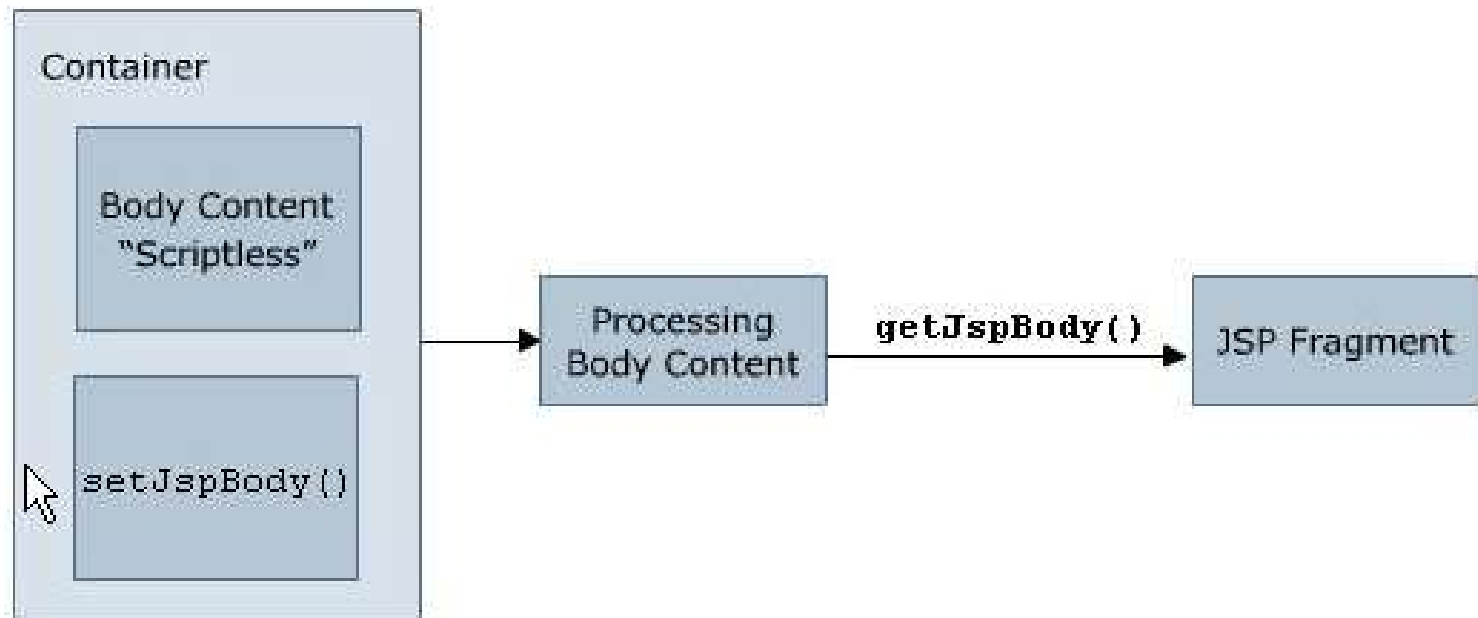 Container
Body Content
“Scriptless”
setJspBody()
Processing
Body Content
getJspBody()
JSP Fragment